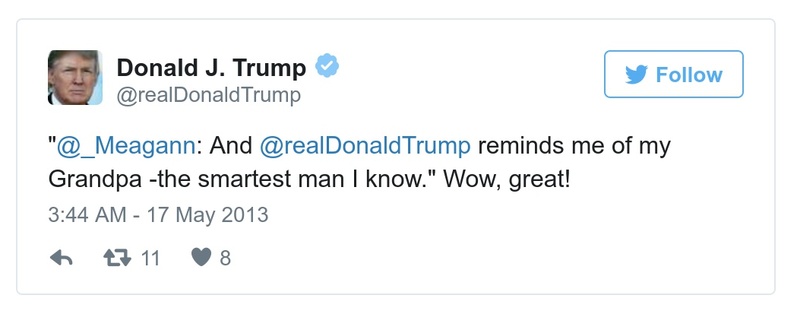 Donald J. Trump
@realDonaldTrump
Follow
"@_Meagann: And @realDonaldTrump reminds me of my
Grandpa -the smartest man I know." Wow, great!
3:44 AM - 17 May 2013
11 8